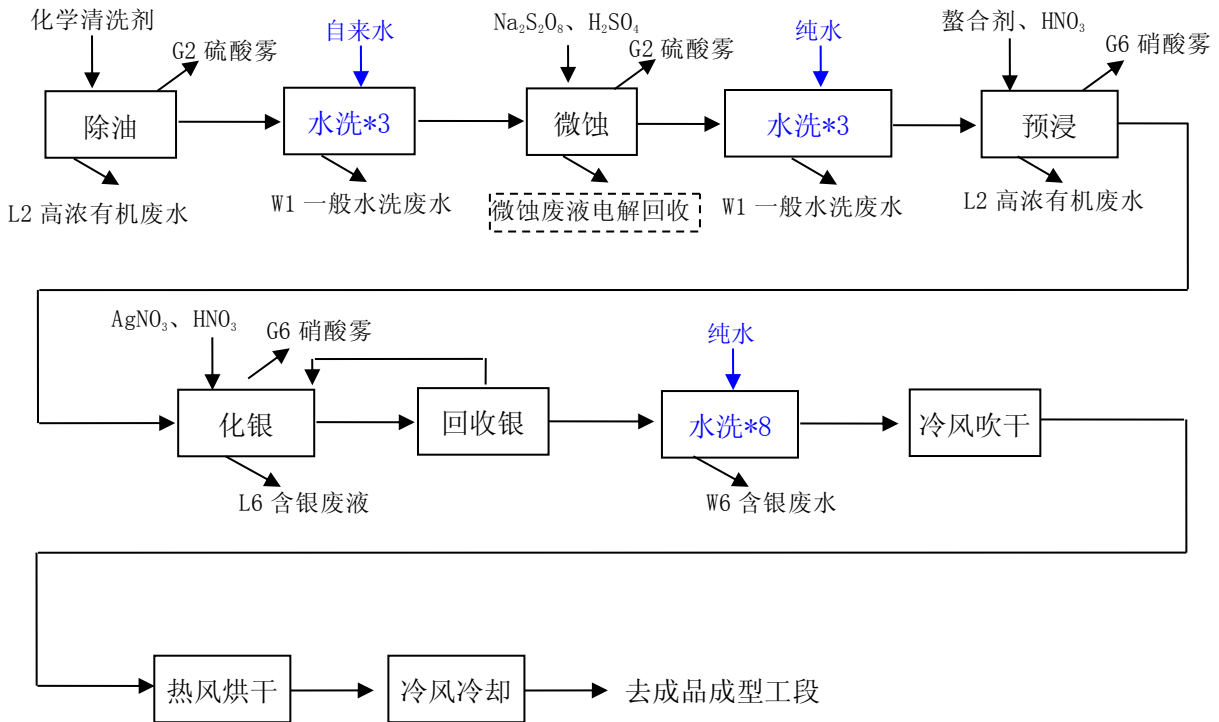 化学清洗剂
G2 硫酸雾
自来水
Na₂S₂O₈、H₂SO₄
G2 硫酸雾
纯水
螯合剂、HNO₃
G6 硝酸雾
除油
水洗*3
微蚀
水洗*3
预浸
L2 高浓有机废水
W1 一般水洗废水
微蚀废液电解回收
W1 一般水洗废水
L2 高浓有机废水
AgNO₃、HNO₃
G6 硝酸雾
纯水
化银
回收银
水洗*8
冷风吹干
L6 含银废液
W6 含银废水
热风烘干
冷风冷却
去成品成型工段